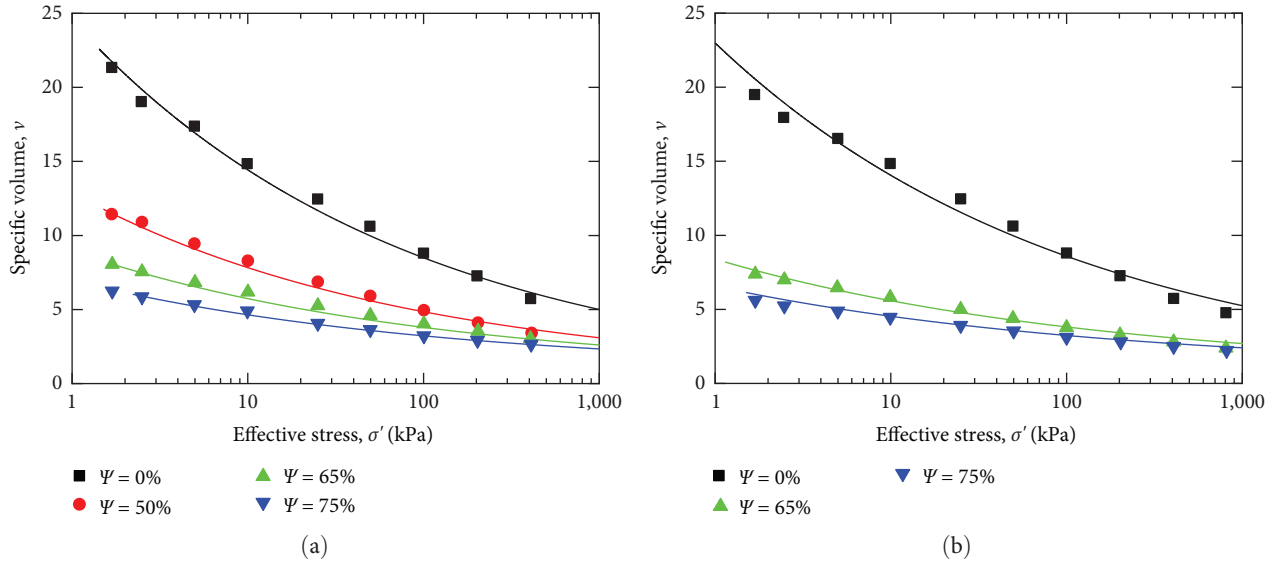 25
20
15
10
5
0
Specific volume, v
1 10 100 1,000
Effective stress, σ′ (kPa)
Ψ = 0%
Ψ = 50%
Ψ = 65%
Ψ = 75%
(a)
25
20
15
10
5
0
Specific volume, v
1 10 100 1,000
Effective stress, σ′ (kPa)
Ψ = 0%
Ψ = 65%
Ψ = 75%
(b)